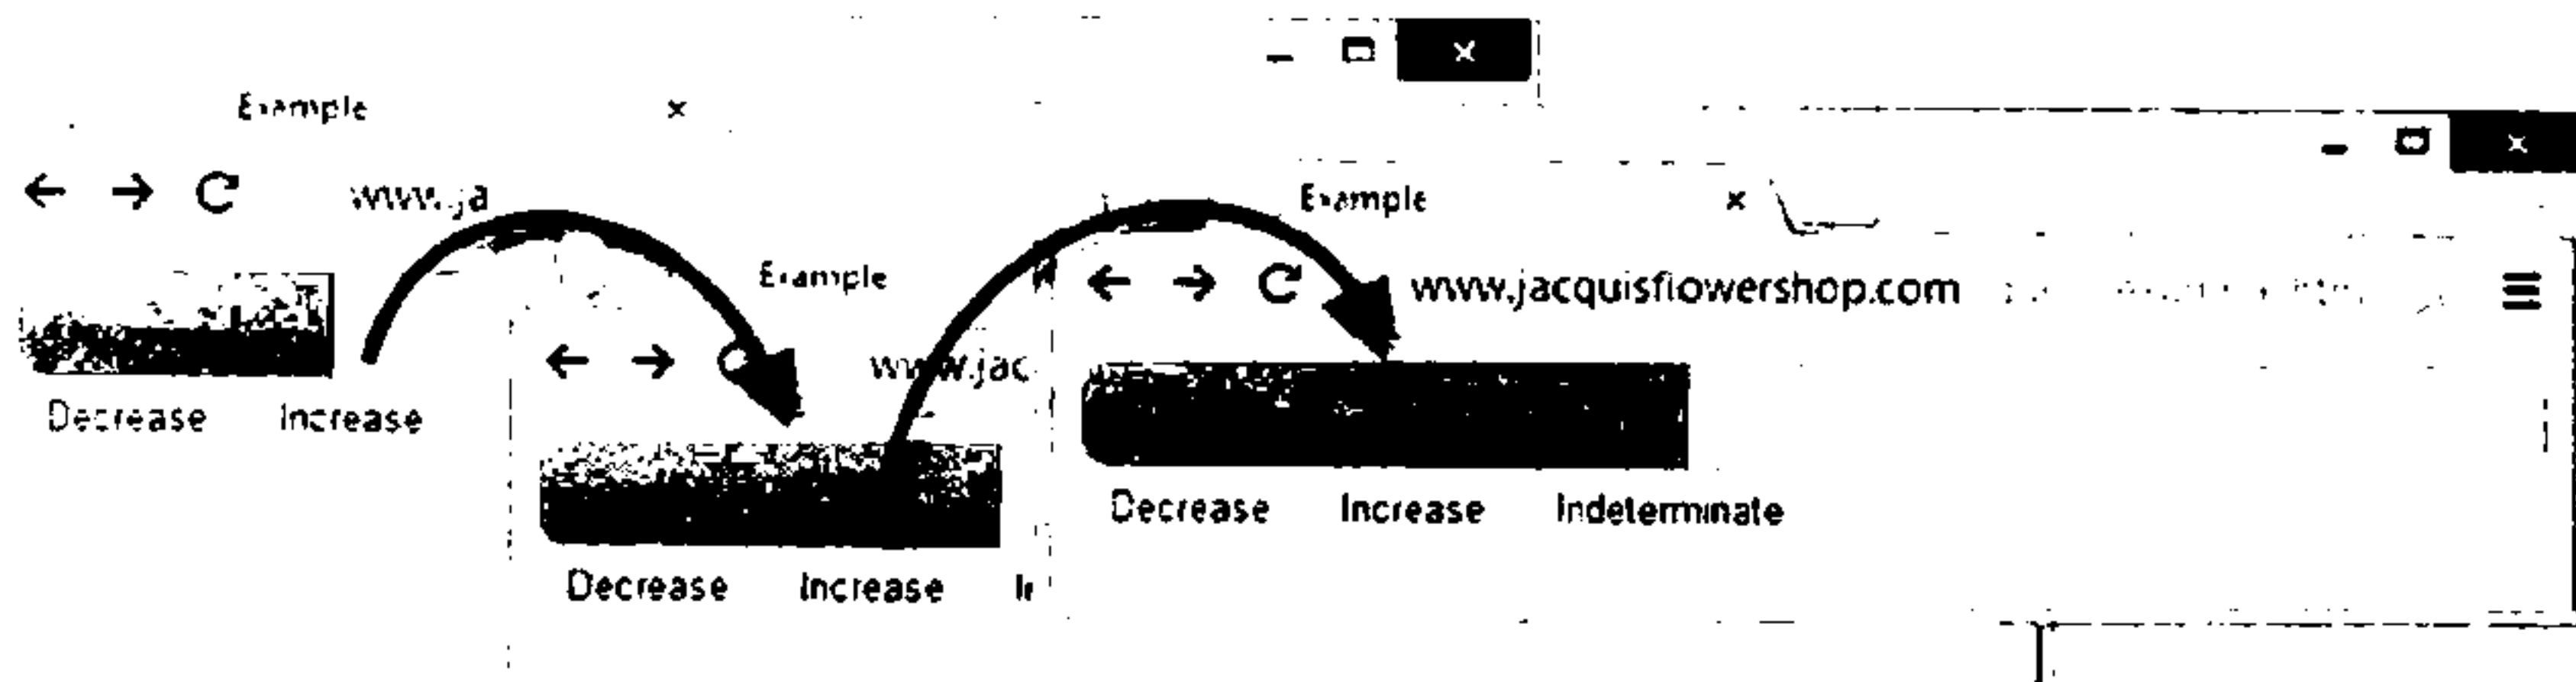 Example
www.ja
Decrease Increase
Example
www.jac
Decrease Increase
Example
www.jacquisflowershop.com
Decrease Increase Indeterminate